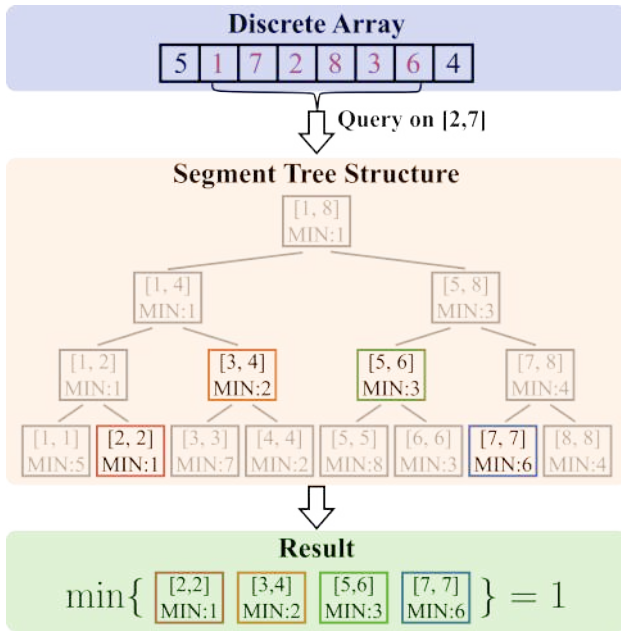 Discrete Array
5 1 7 2 8 3 6 4
Query on [2,7]
Segment Tree Structure
[1, 8]
MIN:1
[1, 4] [5, 8]
MIN:1 MIN:3
[1, 2] [3, 4] [5, 6] [7, 8]
MIN:1 MIN:2 MIN:3 MIN:4
[1, 1] [2, 2] [3, 3] [4, 4] [5, 5] [6, 6] [7, 7] [8, 8]
MIN:5 MIN:1 MIN:7 MIN:2 MIN:8 MIN:3 MIN:6 MIN:4
Result
min{ [2,2] [3,4] [5,6] [7, 7] } = 1
MIN:1 MIN:2 MIN:3 MIN:6